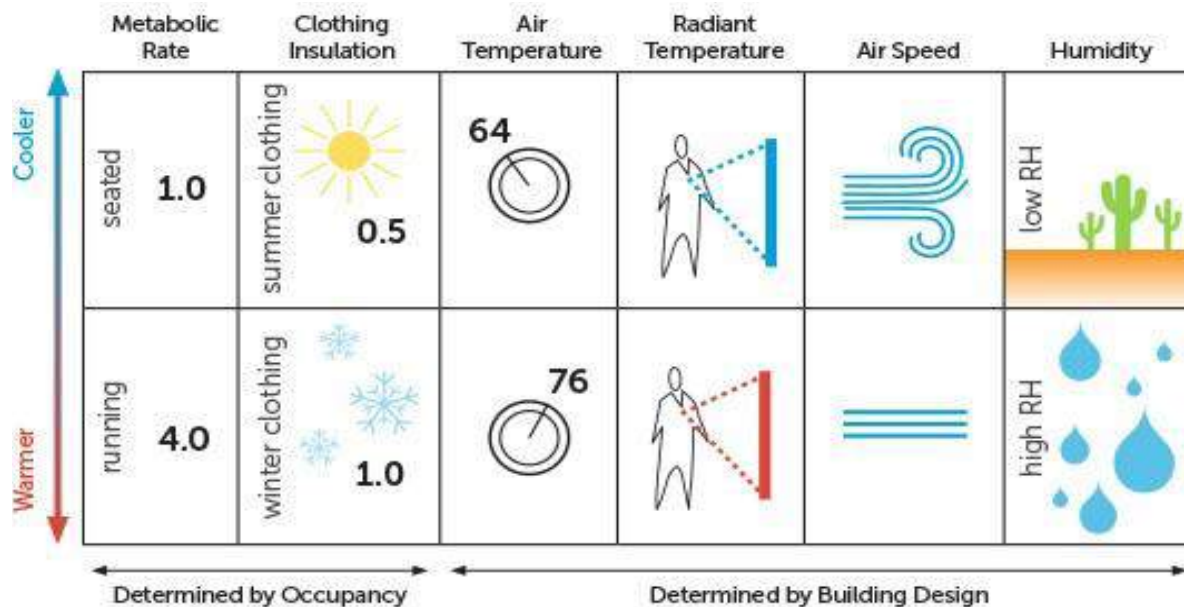 Metabolic
Rate
Clothing
Insulation
Air
Temperature
Radiant
Temperature
Air Speed
Humidity
Cooler
seated
1.0
summer clothing
0.5
64
low RH
Warmer
running
4.0
winter clothing
1.0
76
high RH
Determined by Occupancy
Determined by Building Design